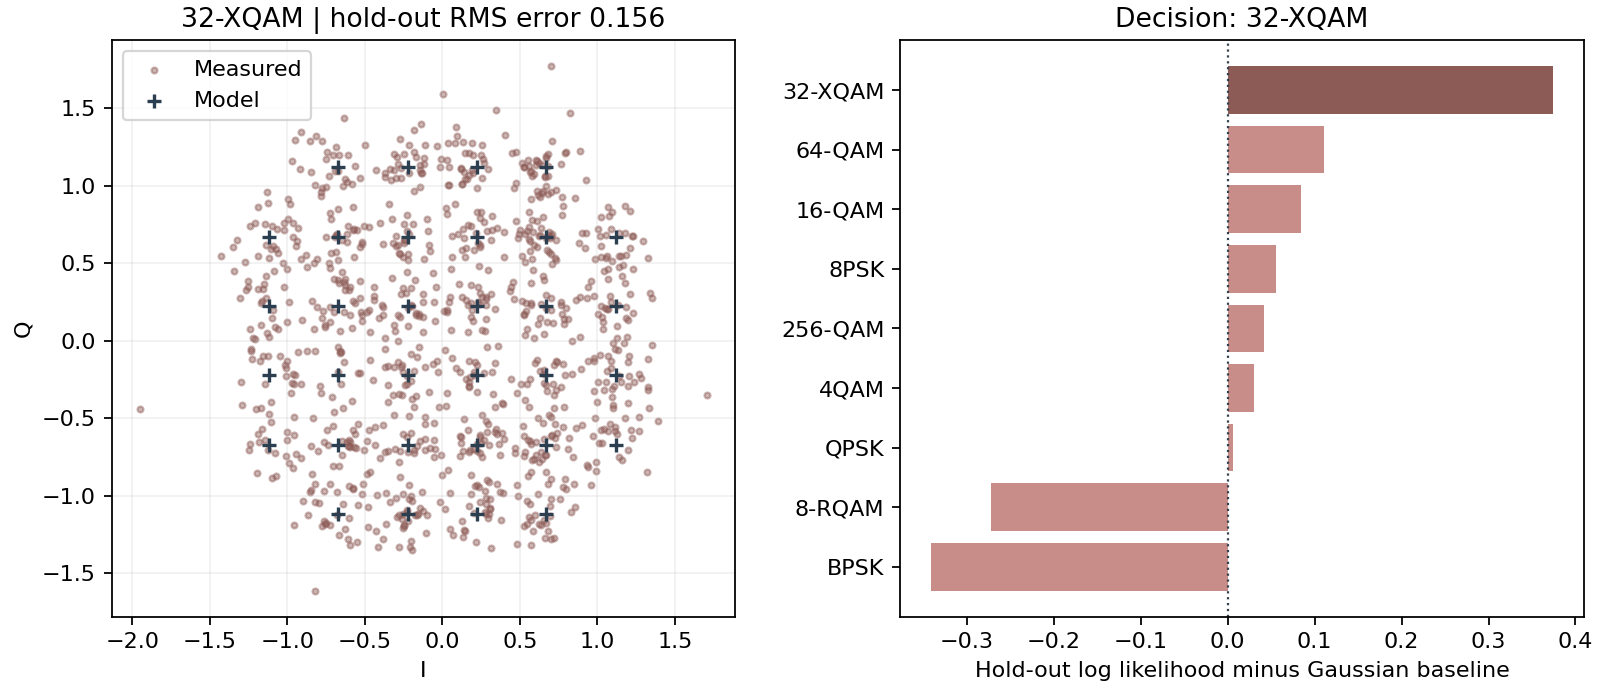 32-XQAM | hold-out RMS error 0.156
Measured
Model
1.5
1.0
0.5
0.0
−0.5
−1.0
−1.5
Q
−2.0 −1.5 −1.0 −0.5 0.0 0.5 1.0 1.5
I
Decision: 32-XQAM
32-XQAM
64-QAM
16-QAM
8PSK
256-QAM
4QAM
QPSK
8-RQAM
BPSK
−0.3 −0.2 −0.1 0.0 0.1 0.2 0.3 0.4
Hold-out log likelihood minus Gaussian baseline